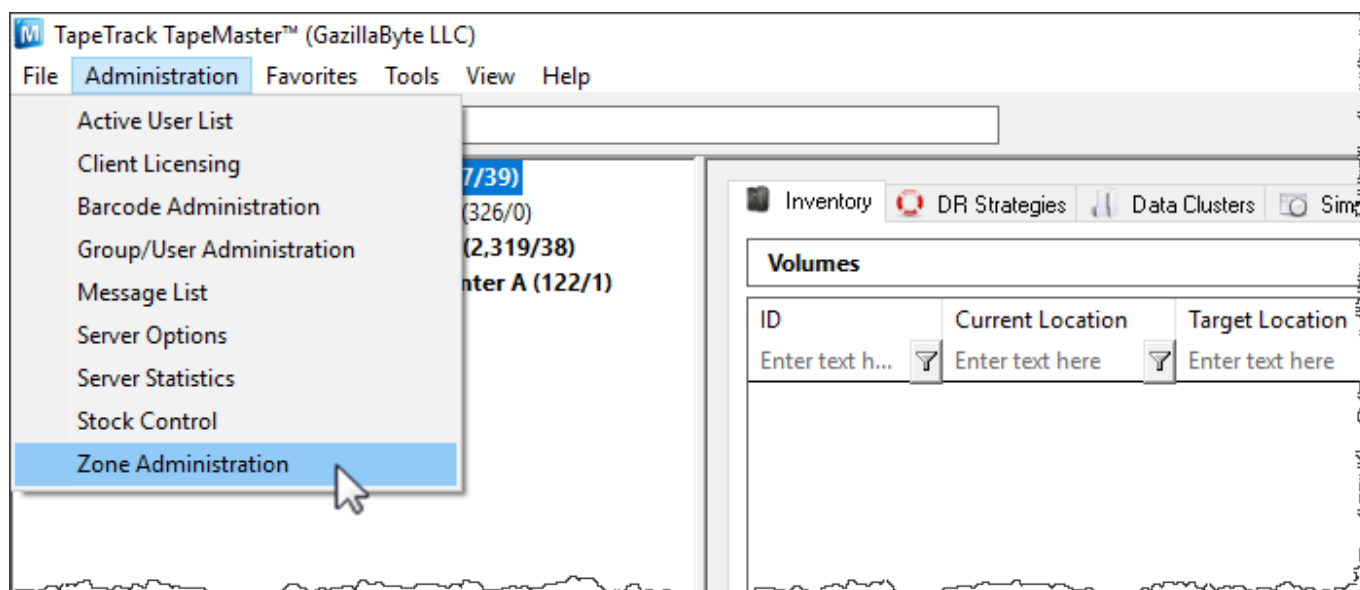 TapeTrack TapeMaster™ (GazillaByte LLC)
File Administration Favorites Tools View Help
Active User List
Client Licensing
Barcode Administration
Group/User Administration
Message List
Server Options
Server Statistics
Stock Control
Zone Administration
7/39)
(326/0)
(2,319/38)
nter A (122/1)
Inventory DR Strategies Data Clusters Sim
Volumes
ID Current Location Target Location
Enter text h... Enter text here Enter text here